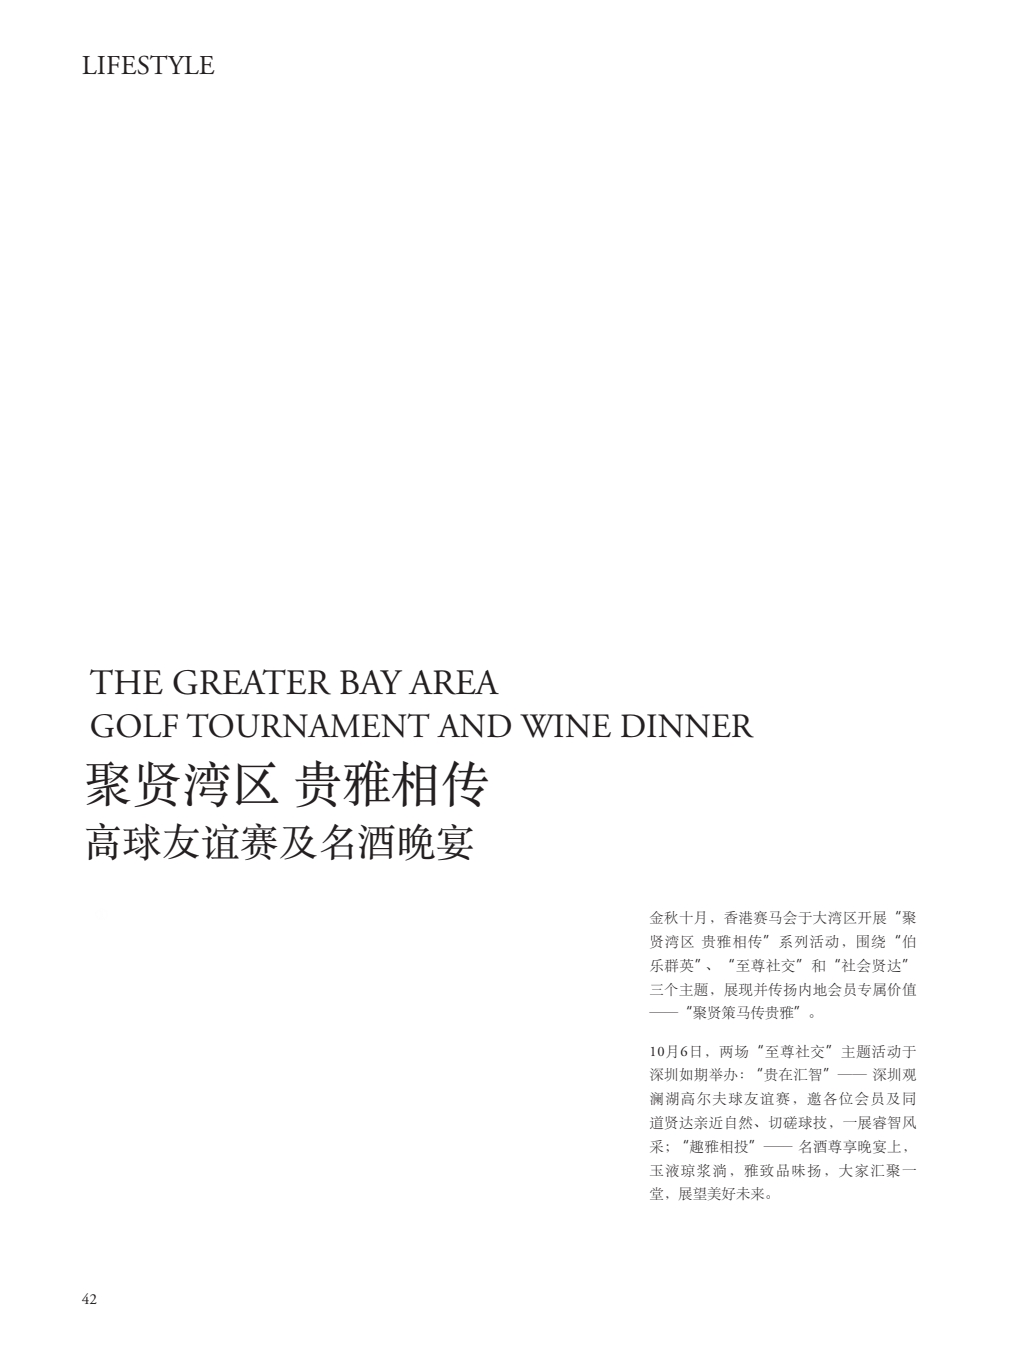 LIFESTYLE
THE GREATER BAY AREA
GOLF TOURNAMENT AND WINE DINNER
聚贤湾区 贵雅相传
高球友谊赛及名酒晚宴
金秋十月，香港赛马会于大湾区开展“聚
贤湾区 贵雅相传”系列活动，围绕“伯
乐群英”、“至尊社交”和“社会贤达”
三个主题，展现并传扬内地会员专属价值
——“聚贤策马传贵雅”。
10月6日，两场“至尊社交”主题活动于
深圳如期举办：“贵在汇智”—— 深圳观
澜湖高尔夫球友谊赛，邀各位会员及同
道贤达亲近自然、切磋球技，一展睿智风
采；“趣雅相投”—— 名酒尊享晚宴上，
玉液琼浆淌，雅致品味扬，大家汇聚一
堂，展望美好未来。
42